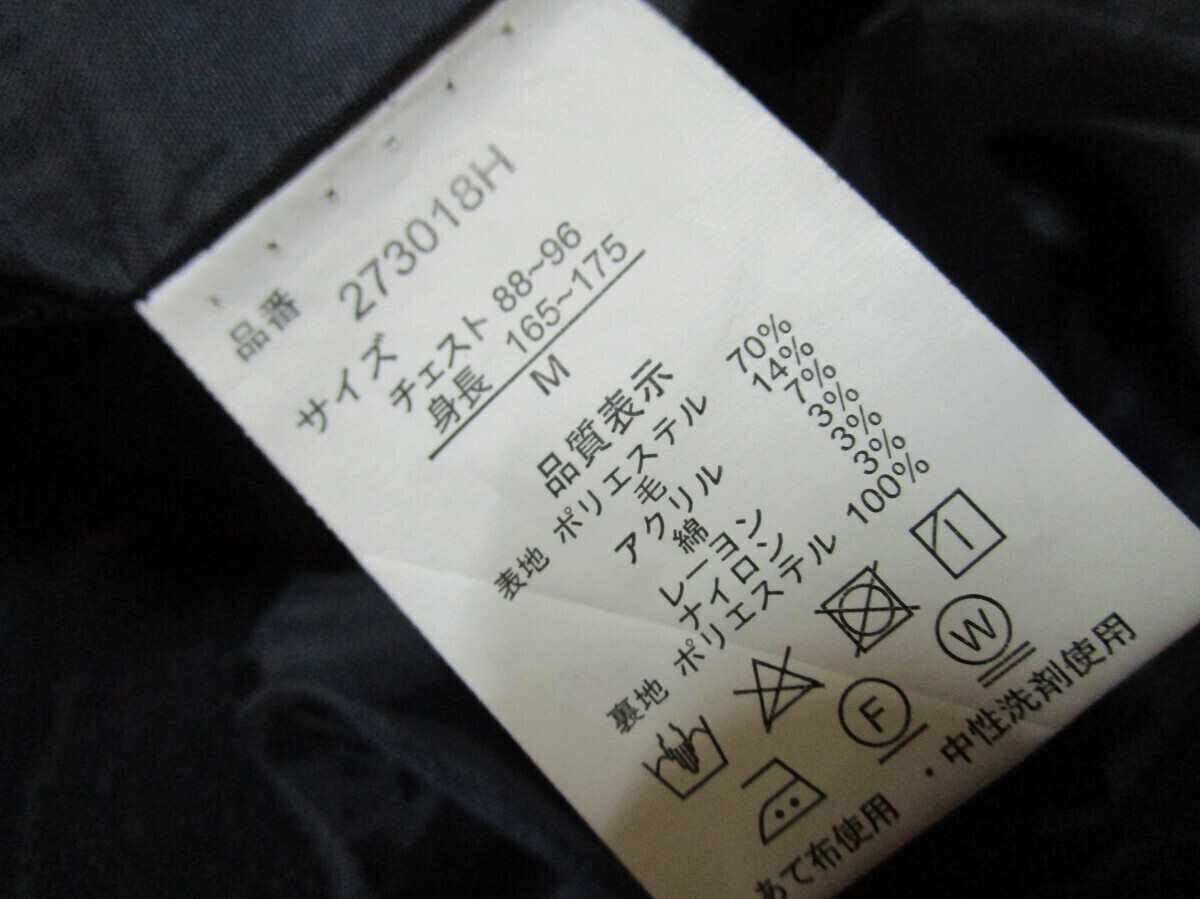 品番 273018H
サイズ
チェスト 88~96
身長 165~175
M
品質表示
表地 ポリエステル 70%
毛 14%
アクリル 7%
綿 3%
レーヨン 3%
ナイロン 3%
裏地 ポリエステル 100%
F
W
あて布使用・中性洗剤使用